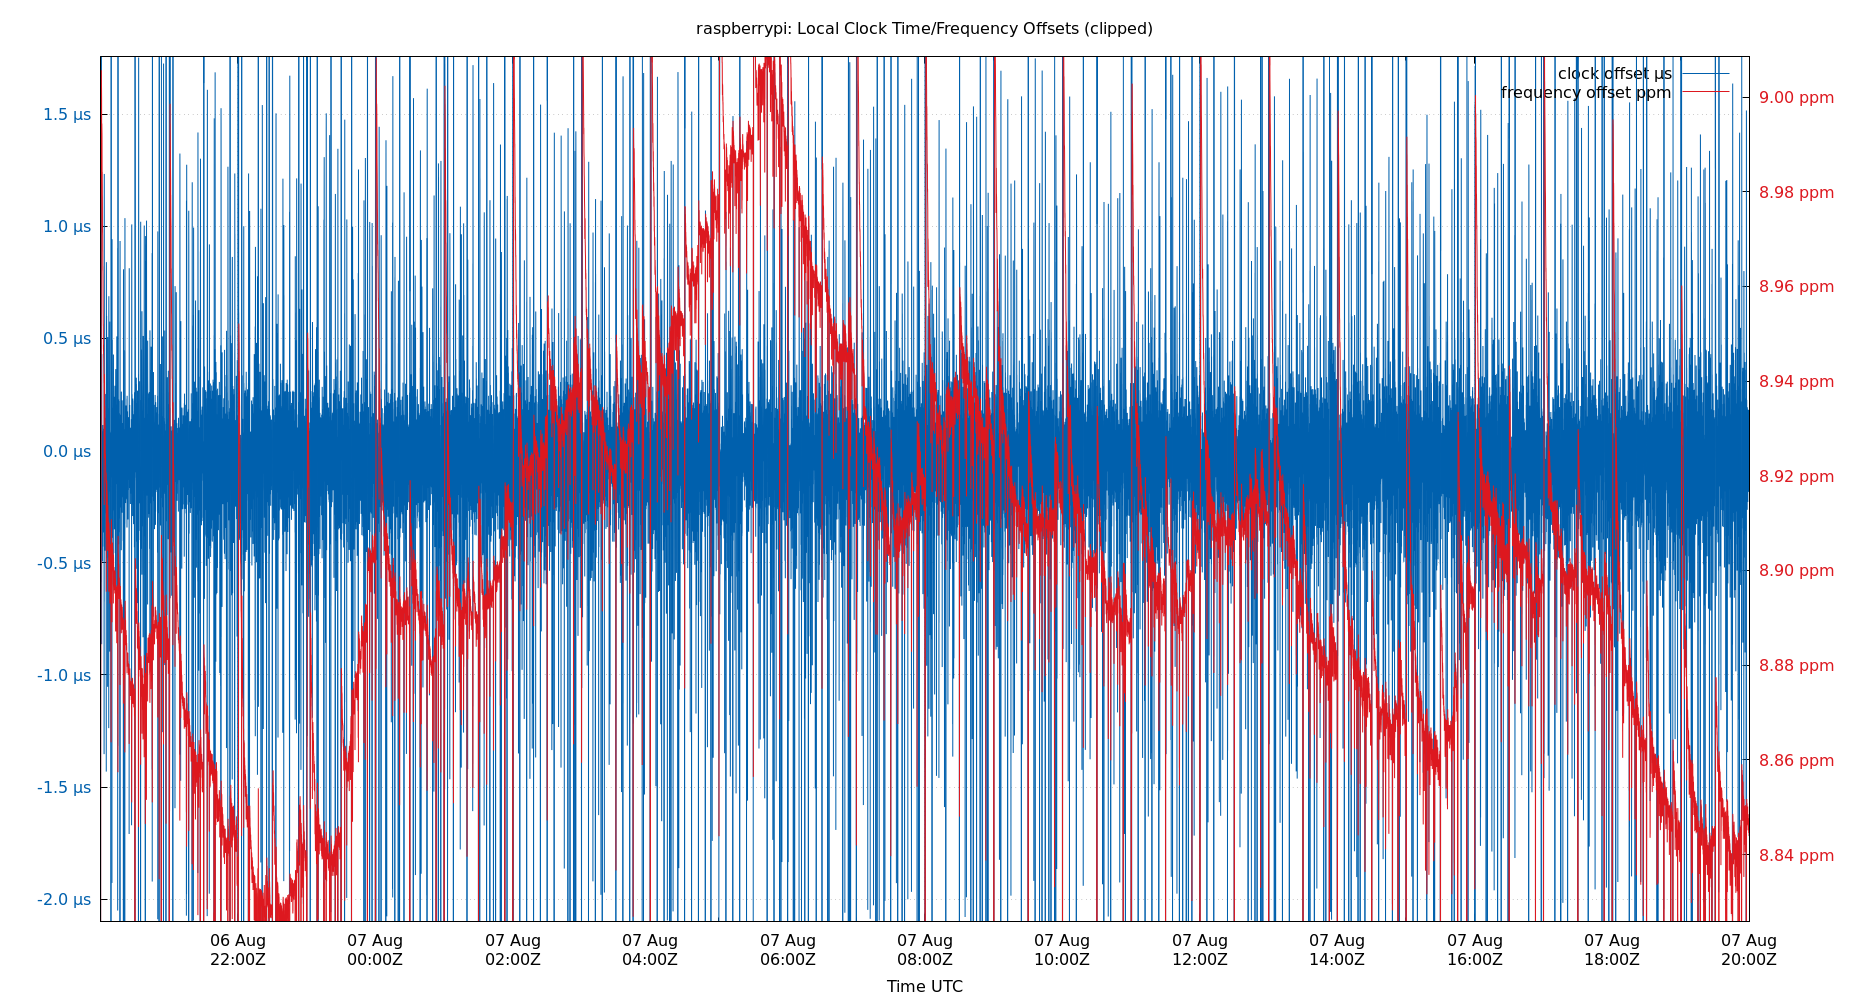 raspberrypi: Local Clock Time/Frequency Offsets (clipped)
clock offset µs
frequency offset ppm
1.5 µs
1.0 µs
0.5 µs
0.0 µs
-0.5 µs
-1.0 µs
-1.5 µs
-2.0 µs
9.00 ppm
8.98 ppm
8.96 ppm
8.94 ppm
8.92 ppm
8.90 ppm
8.88 ppm
8.86 ppm
8.84 ppm
06 Aug
22:00Z
07 Aug
00:00Z
07 Aug
02:00Z
07 Aug
04:00Z
07 Aug
06:00Z
07 Aug
08:00Z
07 Aug
10:00Z
07 Aug
12:00Z
07 Aug
14:00Z
07 Aug
16:00Z
07 Aug
18:00Z
07 Aug
20:00Z
Time UTC